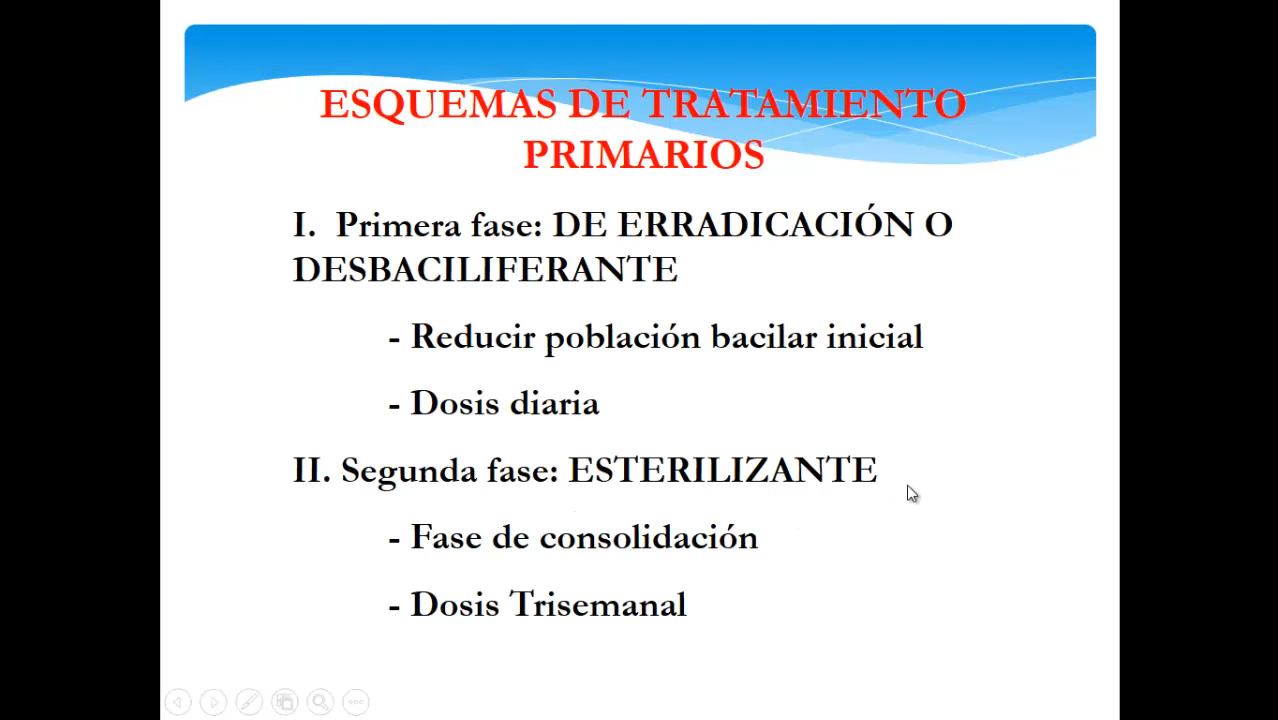 ESQUEMAS DE TRATAMIENTO
PRIMARIOS
I. Primera fase: DE ERRADICACIÓN O
DESBACILIFERANTE
- Reducir población bacilar inicial
- Dosis diaria
II. Segunda fase: ESTERILIZANTE
- Fase de consolidación
- Dosis Trisemanal